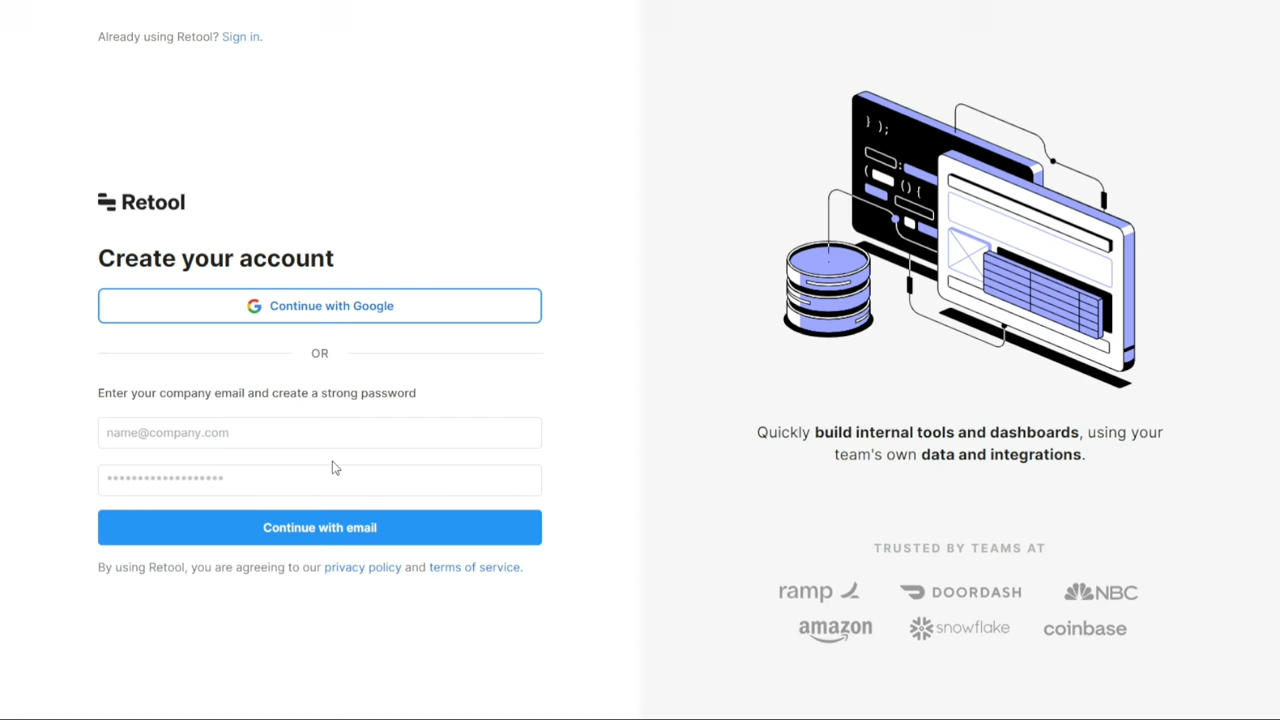 Already using Retool? Sign in.
Retool
Create your account
Continue with Google
OR
Enter your company email and create a strong password
name@company.com
*******************
Continue with email
By using Retool, you are agreeing to our privacy policy and terms of service.
} );
:
(
() {
Quickly build internal tools and dashboards, using your
team's own data and integrations.
TRUSTED BY TEAMS AT
ramp DOORDASH NBC
amazon snowflake coinbase